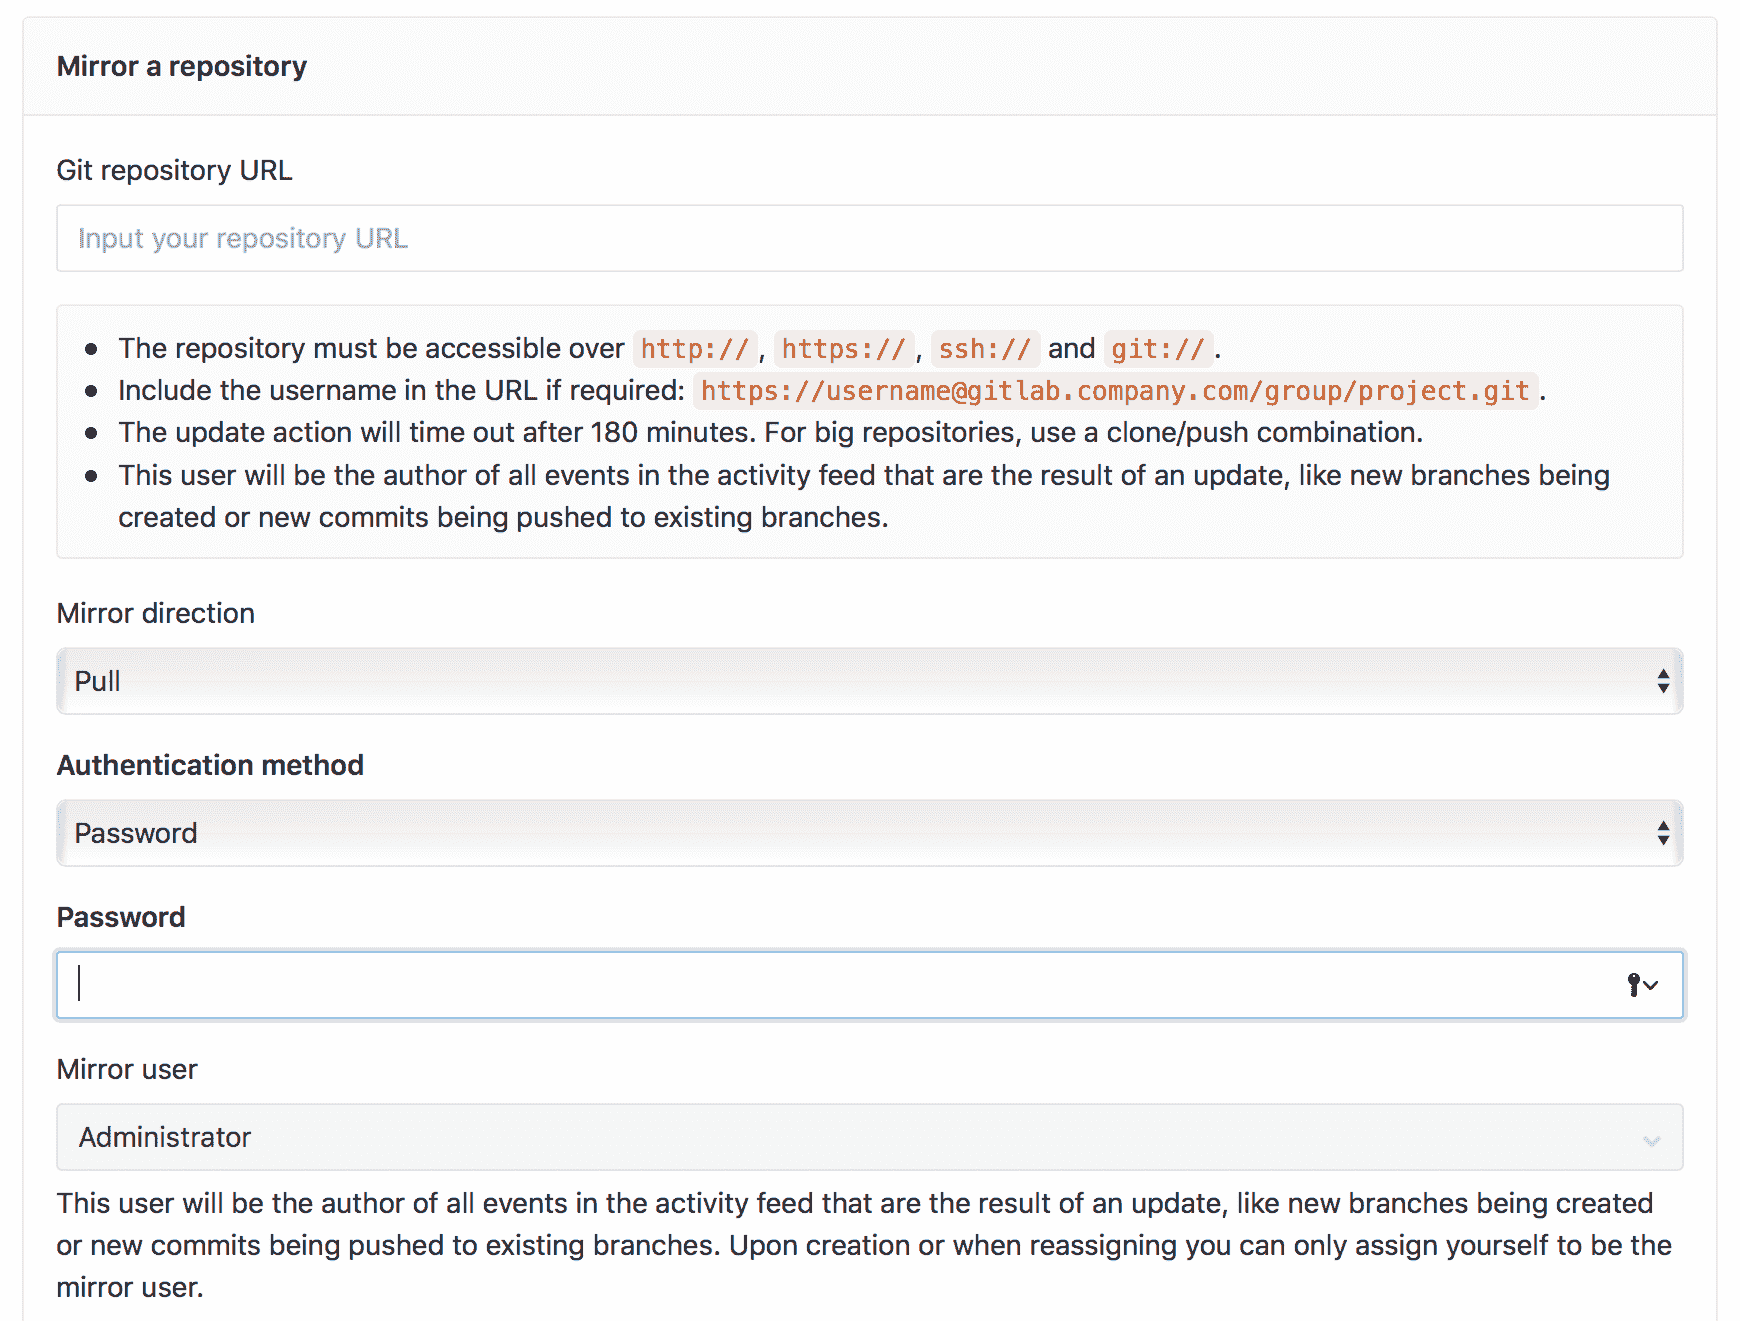 Mirror a repository
Git repository URL
Input your repository URL
The repository must be accessible over http://, https://, ssh:// and git://.
Include the username in the URL if required: https://username@gitlab.company.com/group/project.git.
The update action will time out after 180 minutes. For big repositories, use a clone/push combination.
This user will be the author of all events in the activity feed that are the result of an update, like new branches being
created or new commits being pushed to existing branches.
Mirror direction
Pull
Authentication method
Password
Password
Mirror user
Administrator
This user will be the author of all events in the activity feed that are the result of an update, like new branches being created
or new commits being pushed to existing branches. Upon creation or when reassigning you can only assign yourself to be the
mirror user.